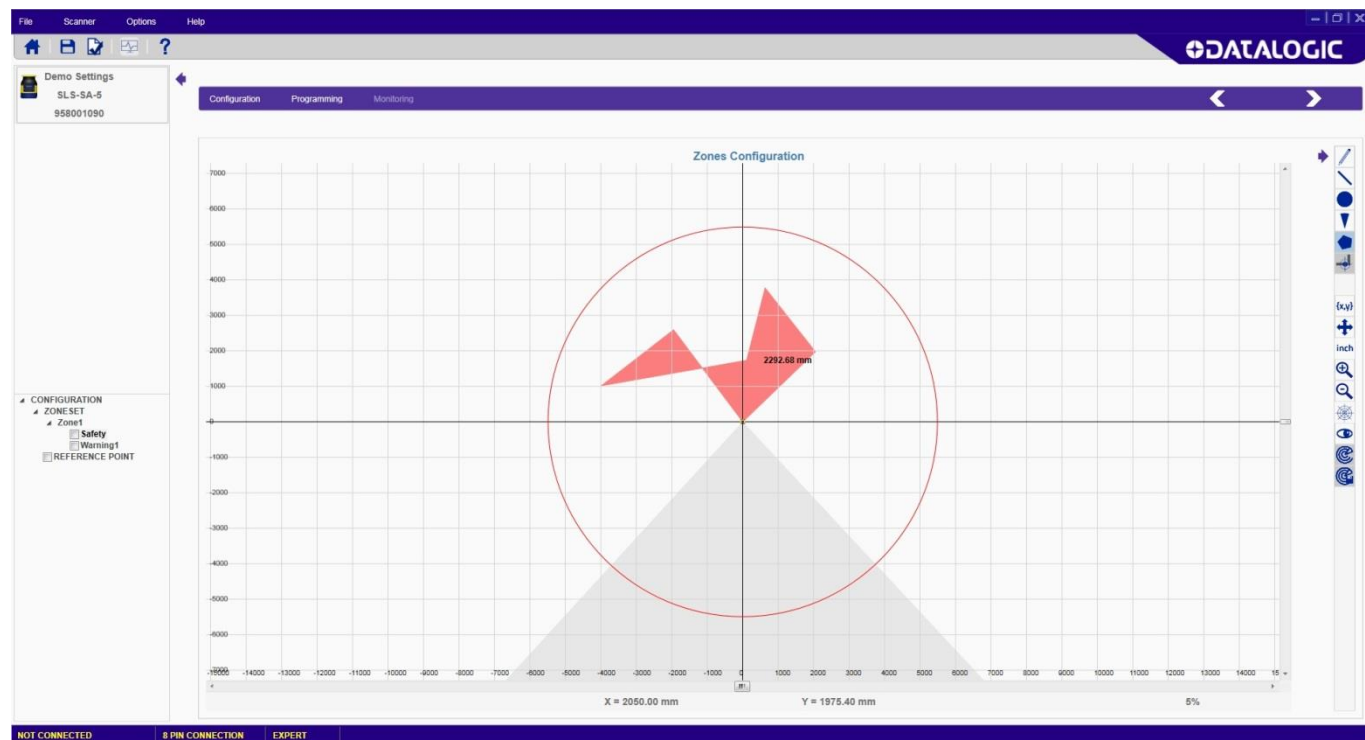 File Scanner Options Help
DATALOGIC
Demo Settings
SLS-SA-5
958001090
Configuration Programming Monitoring
Zones Configuration
7000
6000
5000
4000
3000
2000
1000
0
-1000
-2000
-3000
-4000
-5000
-6000
2292.68 mm
{x,y}
inch
CONFIGURATION
ZONESET
Zone1
Safety
Warning1
REFERENCE POINT
-14000 -13000 -12000 -11000 -10000 -9000 -8000 -7000 -6000 -5000 -4000 -3000 -2000 -1000 0 1000 2000 3000 4000 5000 6000 7000 8000 9000 10000 11000 12000 13000 14000 15
X = 2050.00 mm Y = 1975.40 mm 5%
NOT CONNECTED 8 PIN CONNECTION EXPERT